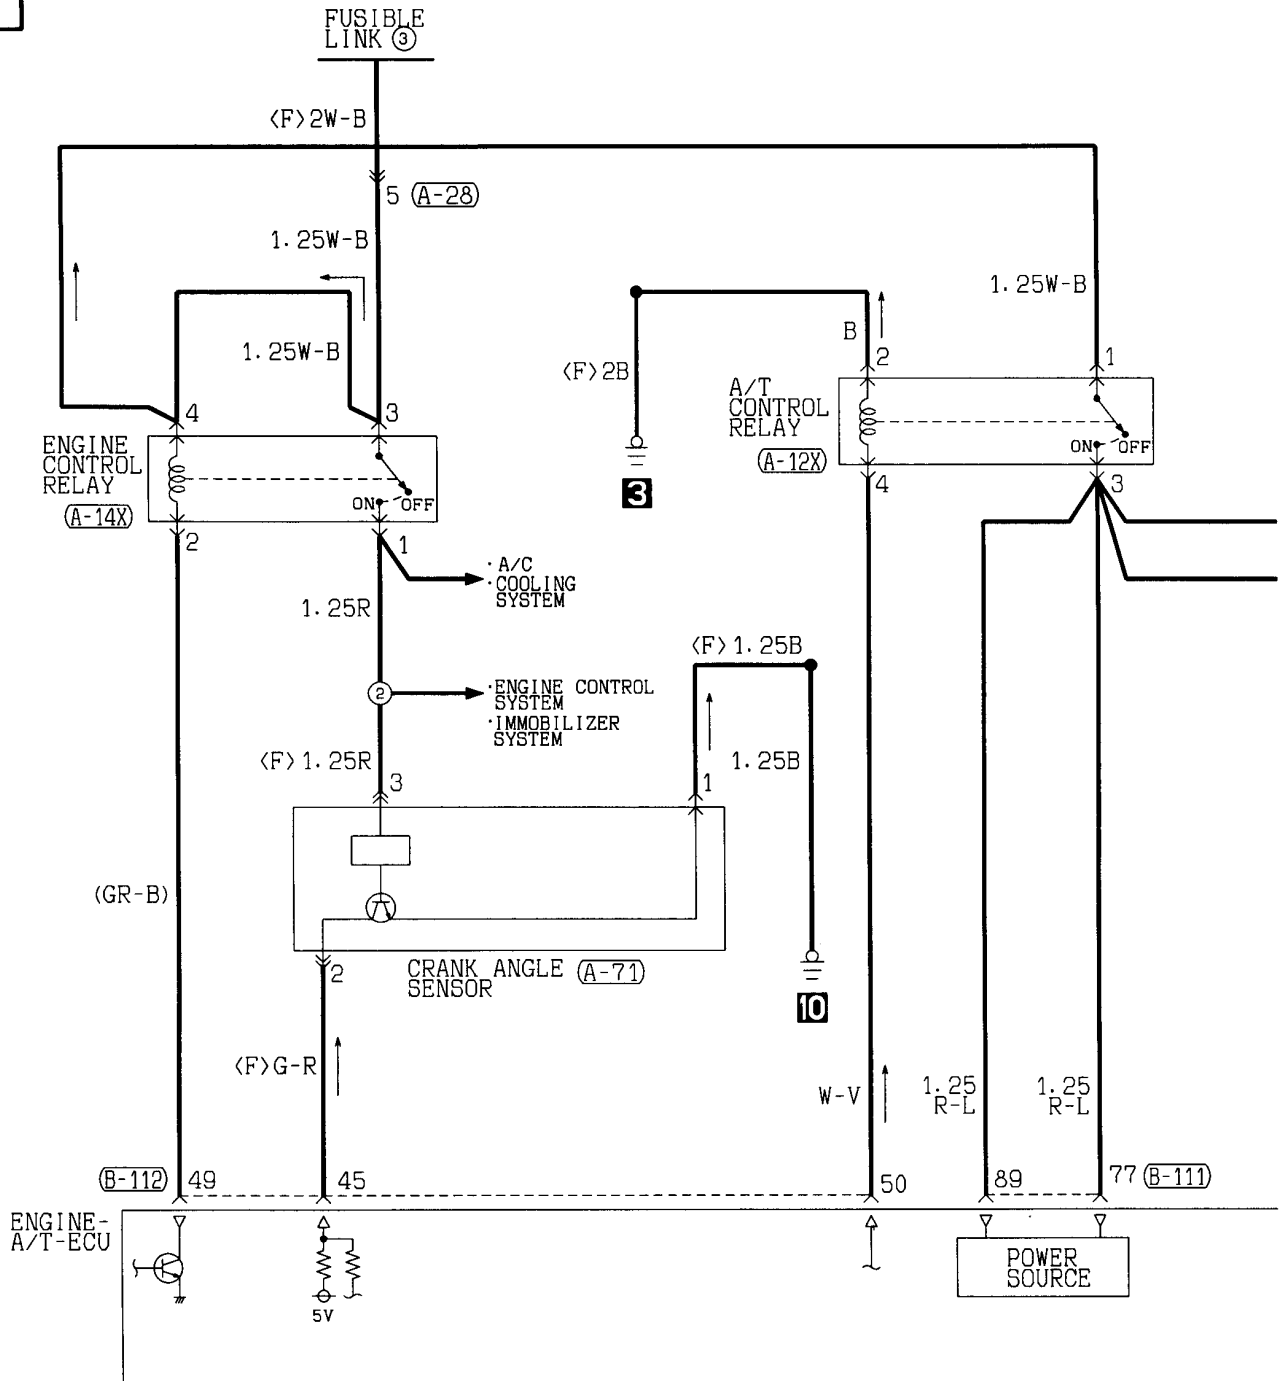 FUSIBLE
LINK ③
<F>2W-B
5 (A-28)
1.25W-B
1.25W-B
1.25W-B
B
2
1
<F>2B
A/T
CONTROL
RELAY
(A-12X)
ON OFF
4
3
3
4
3
ENGINE
CONTROL
RELAY
(A-14X)
ON OFF
2
1
·A/C
·COOLING
SYSTEM
1.25R
<F>1.25B
2
·ENGINE CONTROL
SYSTEM
·IMMOBILIZER
SYSTEM
<F>1.25R
3
1
1.25B
(GR-B)
2
CRANK ANGLE (A-71)
SENSOR
10
<F>G-R
W-V
1.25
R-L
1.25
R-L
(B-112) 49
45
50
89
77 (B-111)
ENGINE-
A/T-ECU
5V
POWER
SOURCE